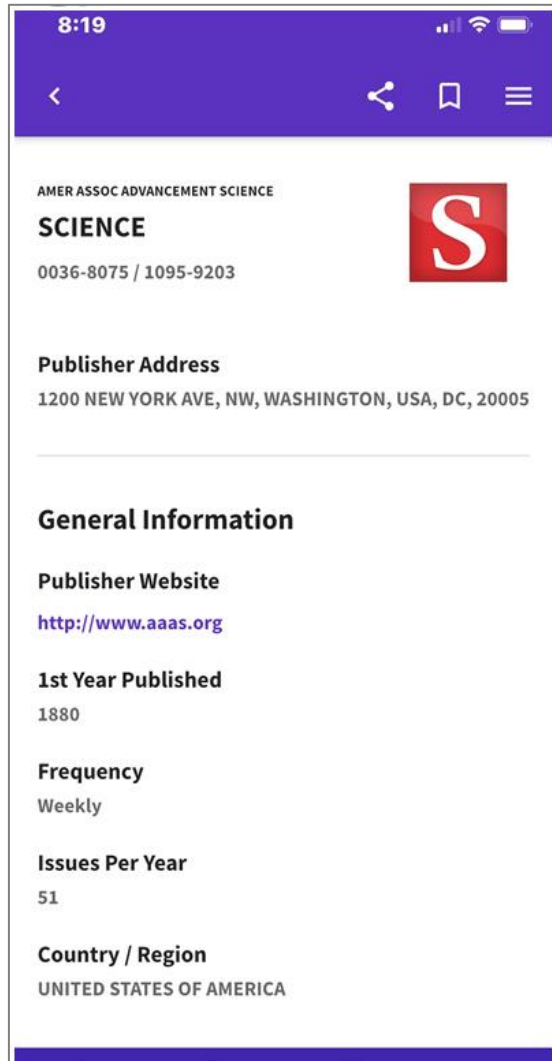 8:19
AMER ASSOC ADVANCEMENT SCIENCE
SCIENCE
S
0036-8075 / 1095-9203
Publisher Address
1200 NEW YORK AVE, NW, WASHINGTON, USA, DC, 20005
General Information
Publisher Website
http://www.aaas.org
1st Year Published
1880
Frequency
Weekly
Issues Per Year
51
Country / Region
UNITED STATES OF AMERICA